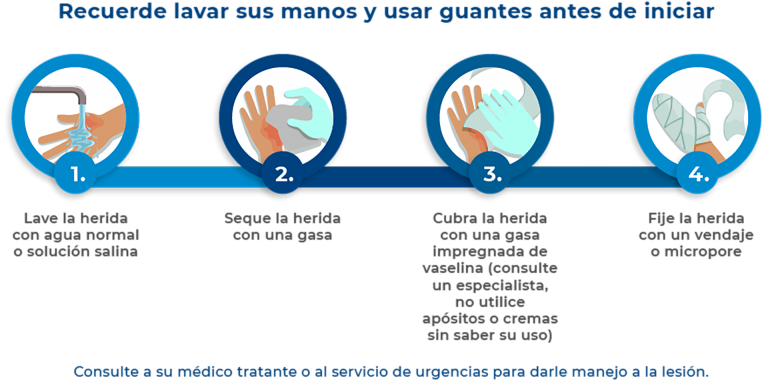 Recuerde lavar sus manos y usar guantes antes de iniciar
1.
Lave la herida
con agua normal
o solución salina
2.
Seque la herida
con una gasa
3.
Cubra la herida
con una gasa
impregnada de
vaselina (consulte
un especialista,
no utilice
apósitos o cremas
sin saber su uso)
4.
Fije la herida
con un vendaje
o micropore
Consulte a su médico tratante o al servicio de urgencias para darle manejo a la lesión.